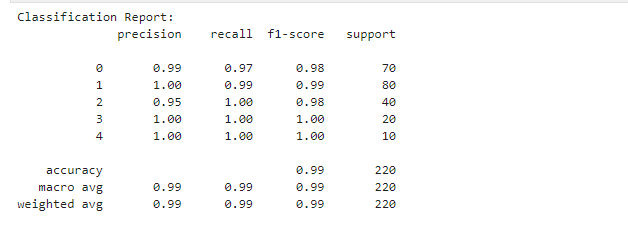 Classification Report:
precision recall f1-score support
0 0.99 0.97 0.98 70
1 1.00 0.99 0.99 80
2 0.95 1.00 0.98 40
3 1.00 1.00 1.00 20
4 1.00 1.00 1.00 10
accuracy 0.99 220
macro avg 0.99 0.99 0.99 220
weighted avg 0.99 0.99 0.99 220